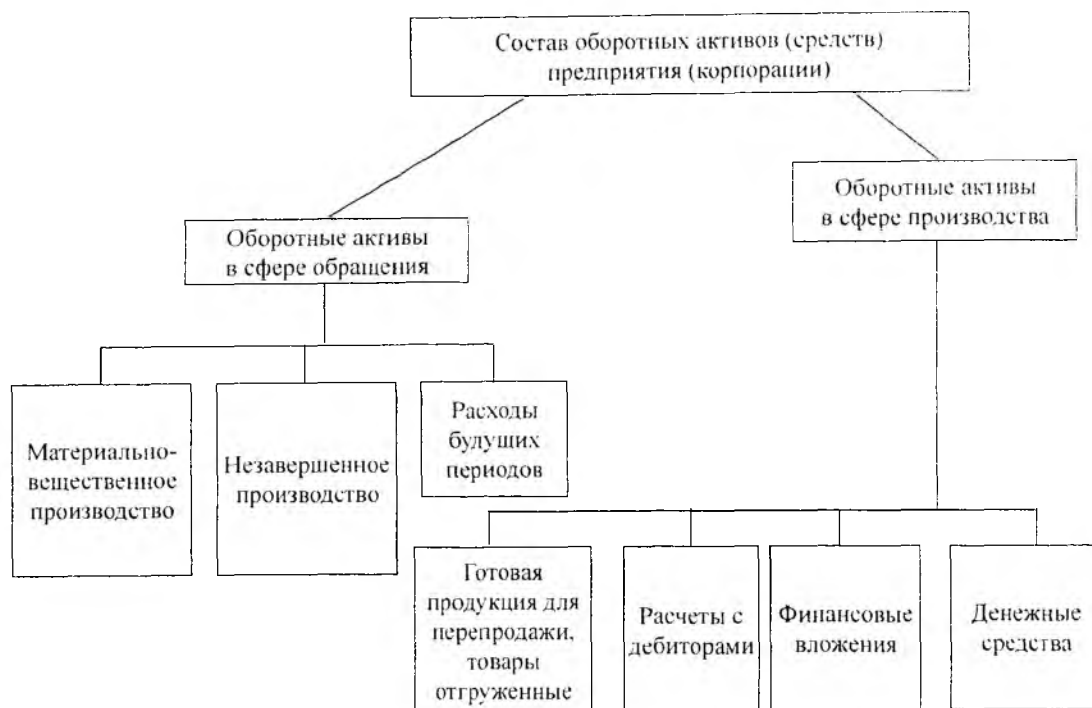 Состав оборотных активов (средств)
предприятия (корпорации)
Оборотные активы
в сфере производства
Оборотные активы
в сфере обращения
Материально-
вещественное
производство
Незавершенное
производство
Расходы
будущих
периодов
Готовая
продукция для
перепродажи,
товары
отгруженные
Расчеты с
дебиторами
Финансовые
вложения
Денежные
средства